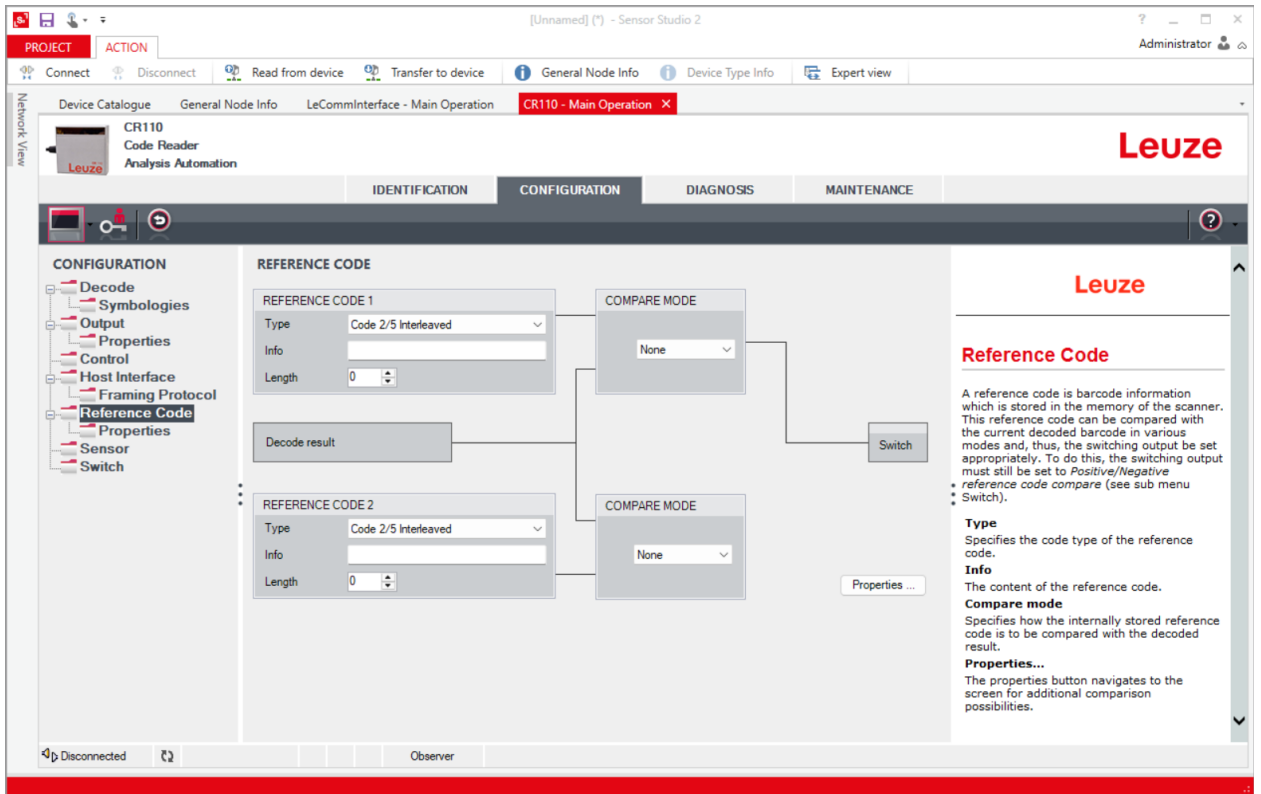 [Unnamed] (*) - Sensor Studio 2
PROJECT ACTION
Administrator
Connect Disconnect Read from device Transfer to device General Node Info Device Type Info Expert view
Network View
Device Catalogue General Node Info LeCommInterface - Main Operation CR110 - Main Operation
CR110
Code Reader
Analysis Automation
Leuze
Leuze
IDENTIFICATION CONFIGURATION DIAGNOSIS MAINTENANCE
CONFIGURATION
Decode
Symbologies
Output
Properties
Control
Host Interface
Framing Protocol
Reference Code
Properties
Sensor
Switch
REFERENCE CODE
REFERENCE CODE 1
Type Code 2/5 Interleaved
Info
Length 0
COMPARE MODE
None
Decode result
Switch
REFERENCE CODE 2
Type Code 2/5 Interleaved
Info
Length 0
COMPARE MODE
None
Properties ...
Leuze
Reference Code
A reference code is barcode information
which is stored in the memory of the scanner.
This reference code can be compared with
the current decoded barcode in various
modes and, thus, the switching output be set
appropriately. To do this, the switching output
must still be set to Positive/Negative
reference code compare (see sub menu
Switch).
Type
Specifies the code type of the reference
code.
Info
The content of the reference code.
Compare mode
Specifies how the internally stored reference
code is to be compared with the decoded
result.
Properties...
The properties button navigates to the
screen for additional comparison
possibilities.
Disconnected Observer